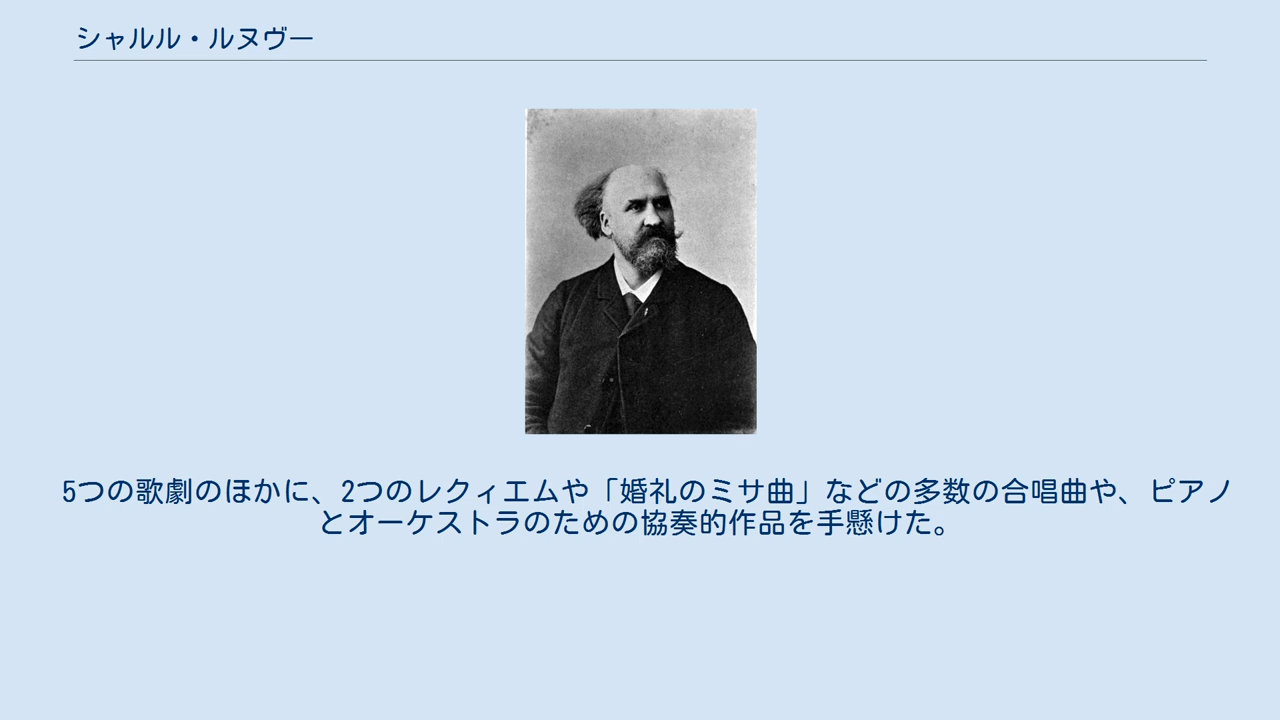 シャルル・ルヌヴー
5つの歌劇のほかに、2つのレクィエムや「婚礼のミサ曲」などの多数の合唱曲や、ピアノ
とオーケストラのための協奏的作品を手懸けた。